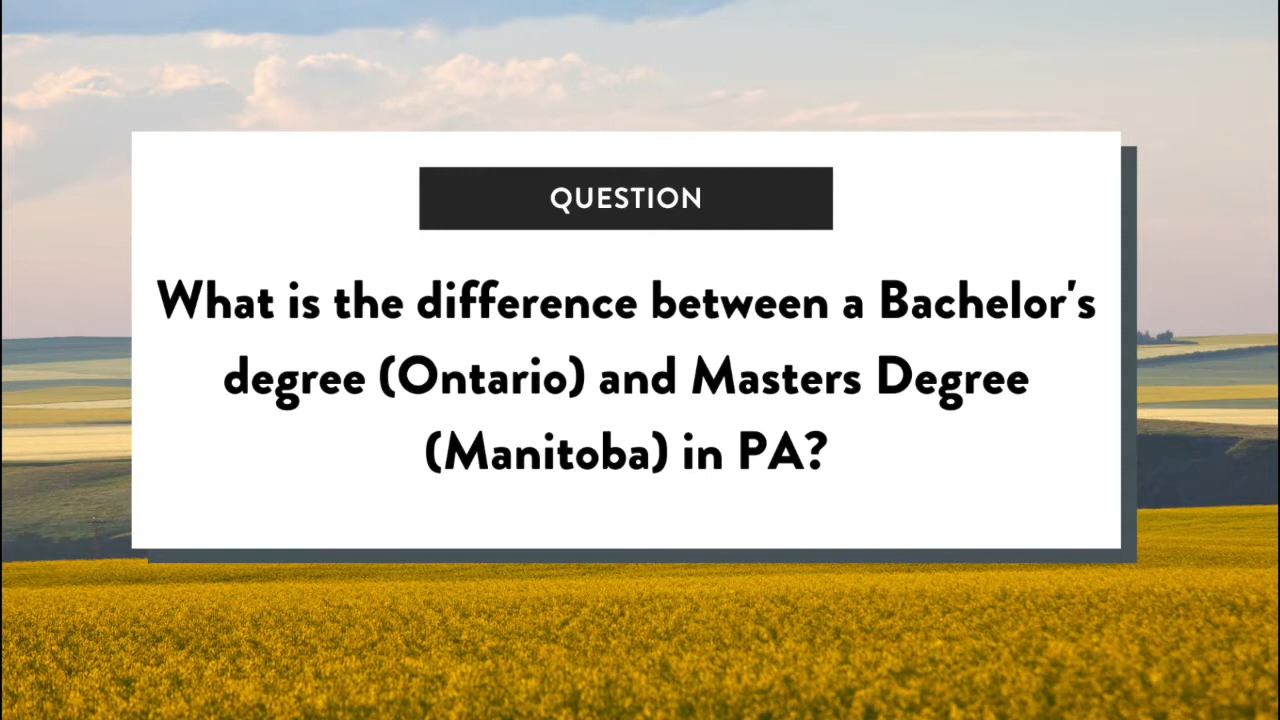 QUESTION
What is the difference between a Bachelor's
degree (Ontario) and Masters Degree
(Manitoba) in PA?